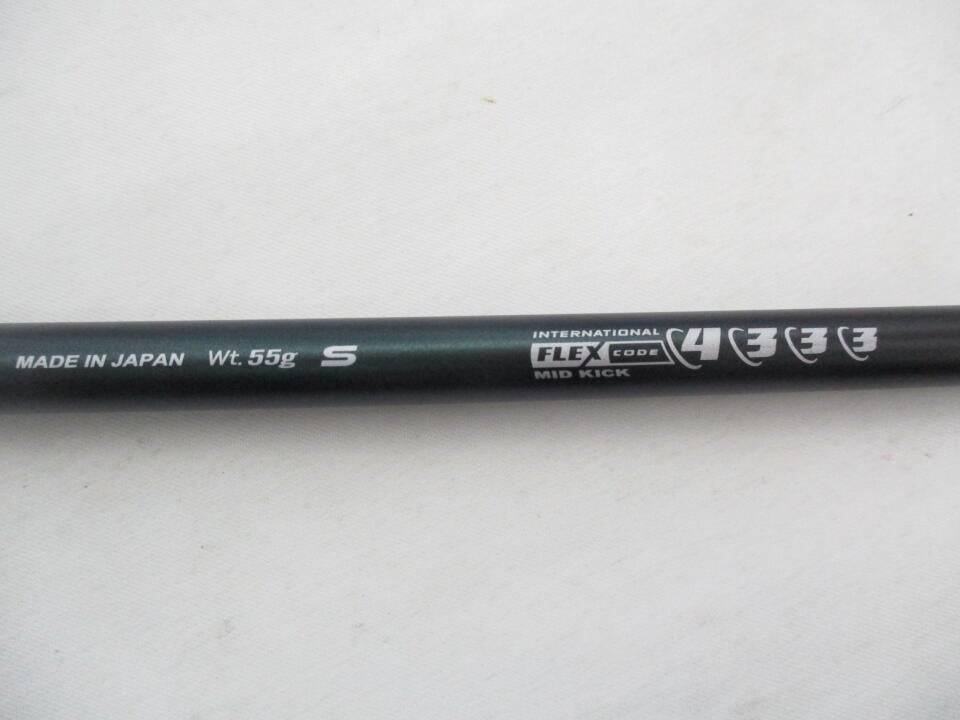 MADE IN JAPAN Wt. 55g S
INTERNATIONAL
FLEX CODE 4 3 3 3
MID KICK